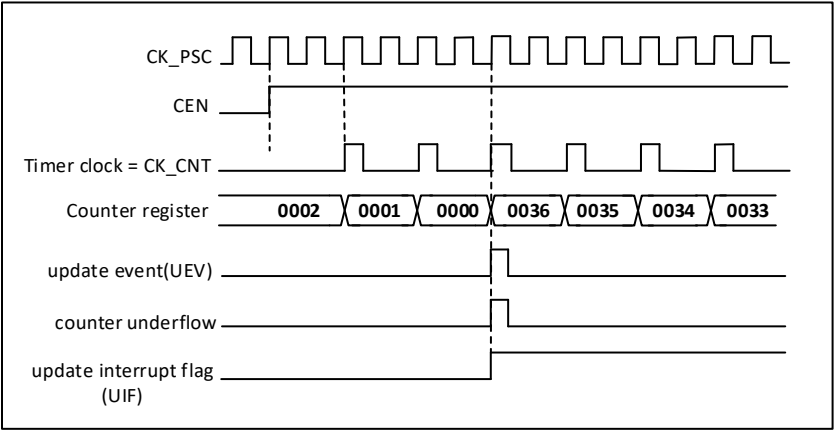 CK_PSC
CEN
Timer clock = CK_CNT
Counter register 0002 0001 0000 0036 0035 0034 0033
update event(UEV)
counter underflow
update interrupt flag
(UIF)